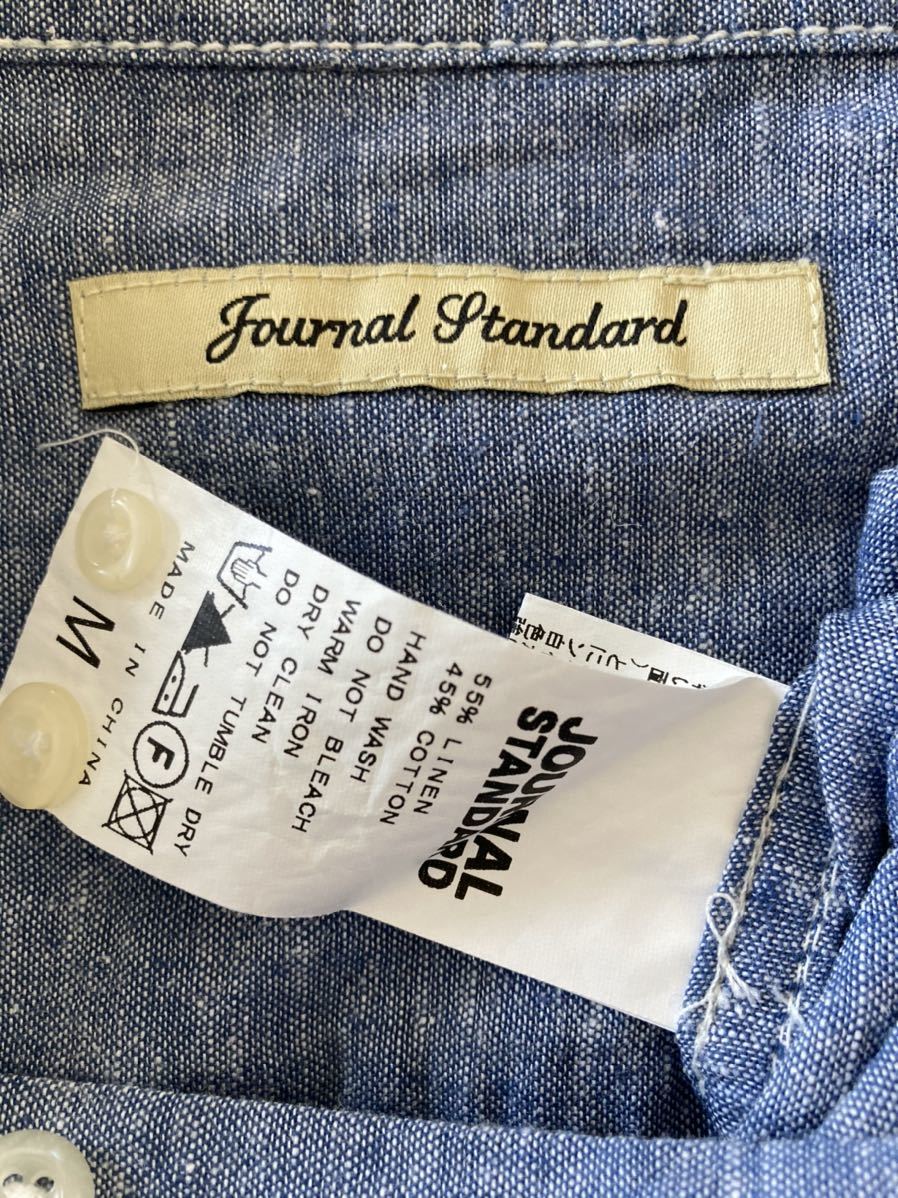 Journal Standard
JOURNAL
STANDARD
55% LINEN
45% COTTON
HAND WASH
DO NOT BLEACH
WARM IRON
DRY CLEAN
DO NOT TUMBLE DRY
F
MADE IN CHINA
M